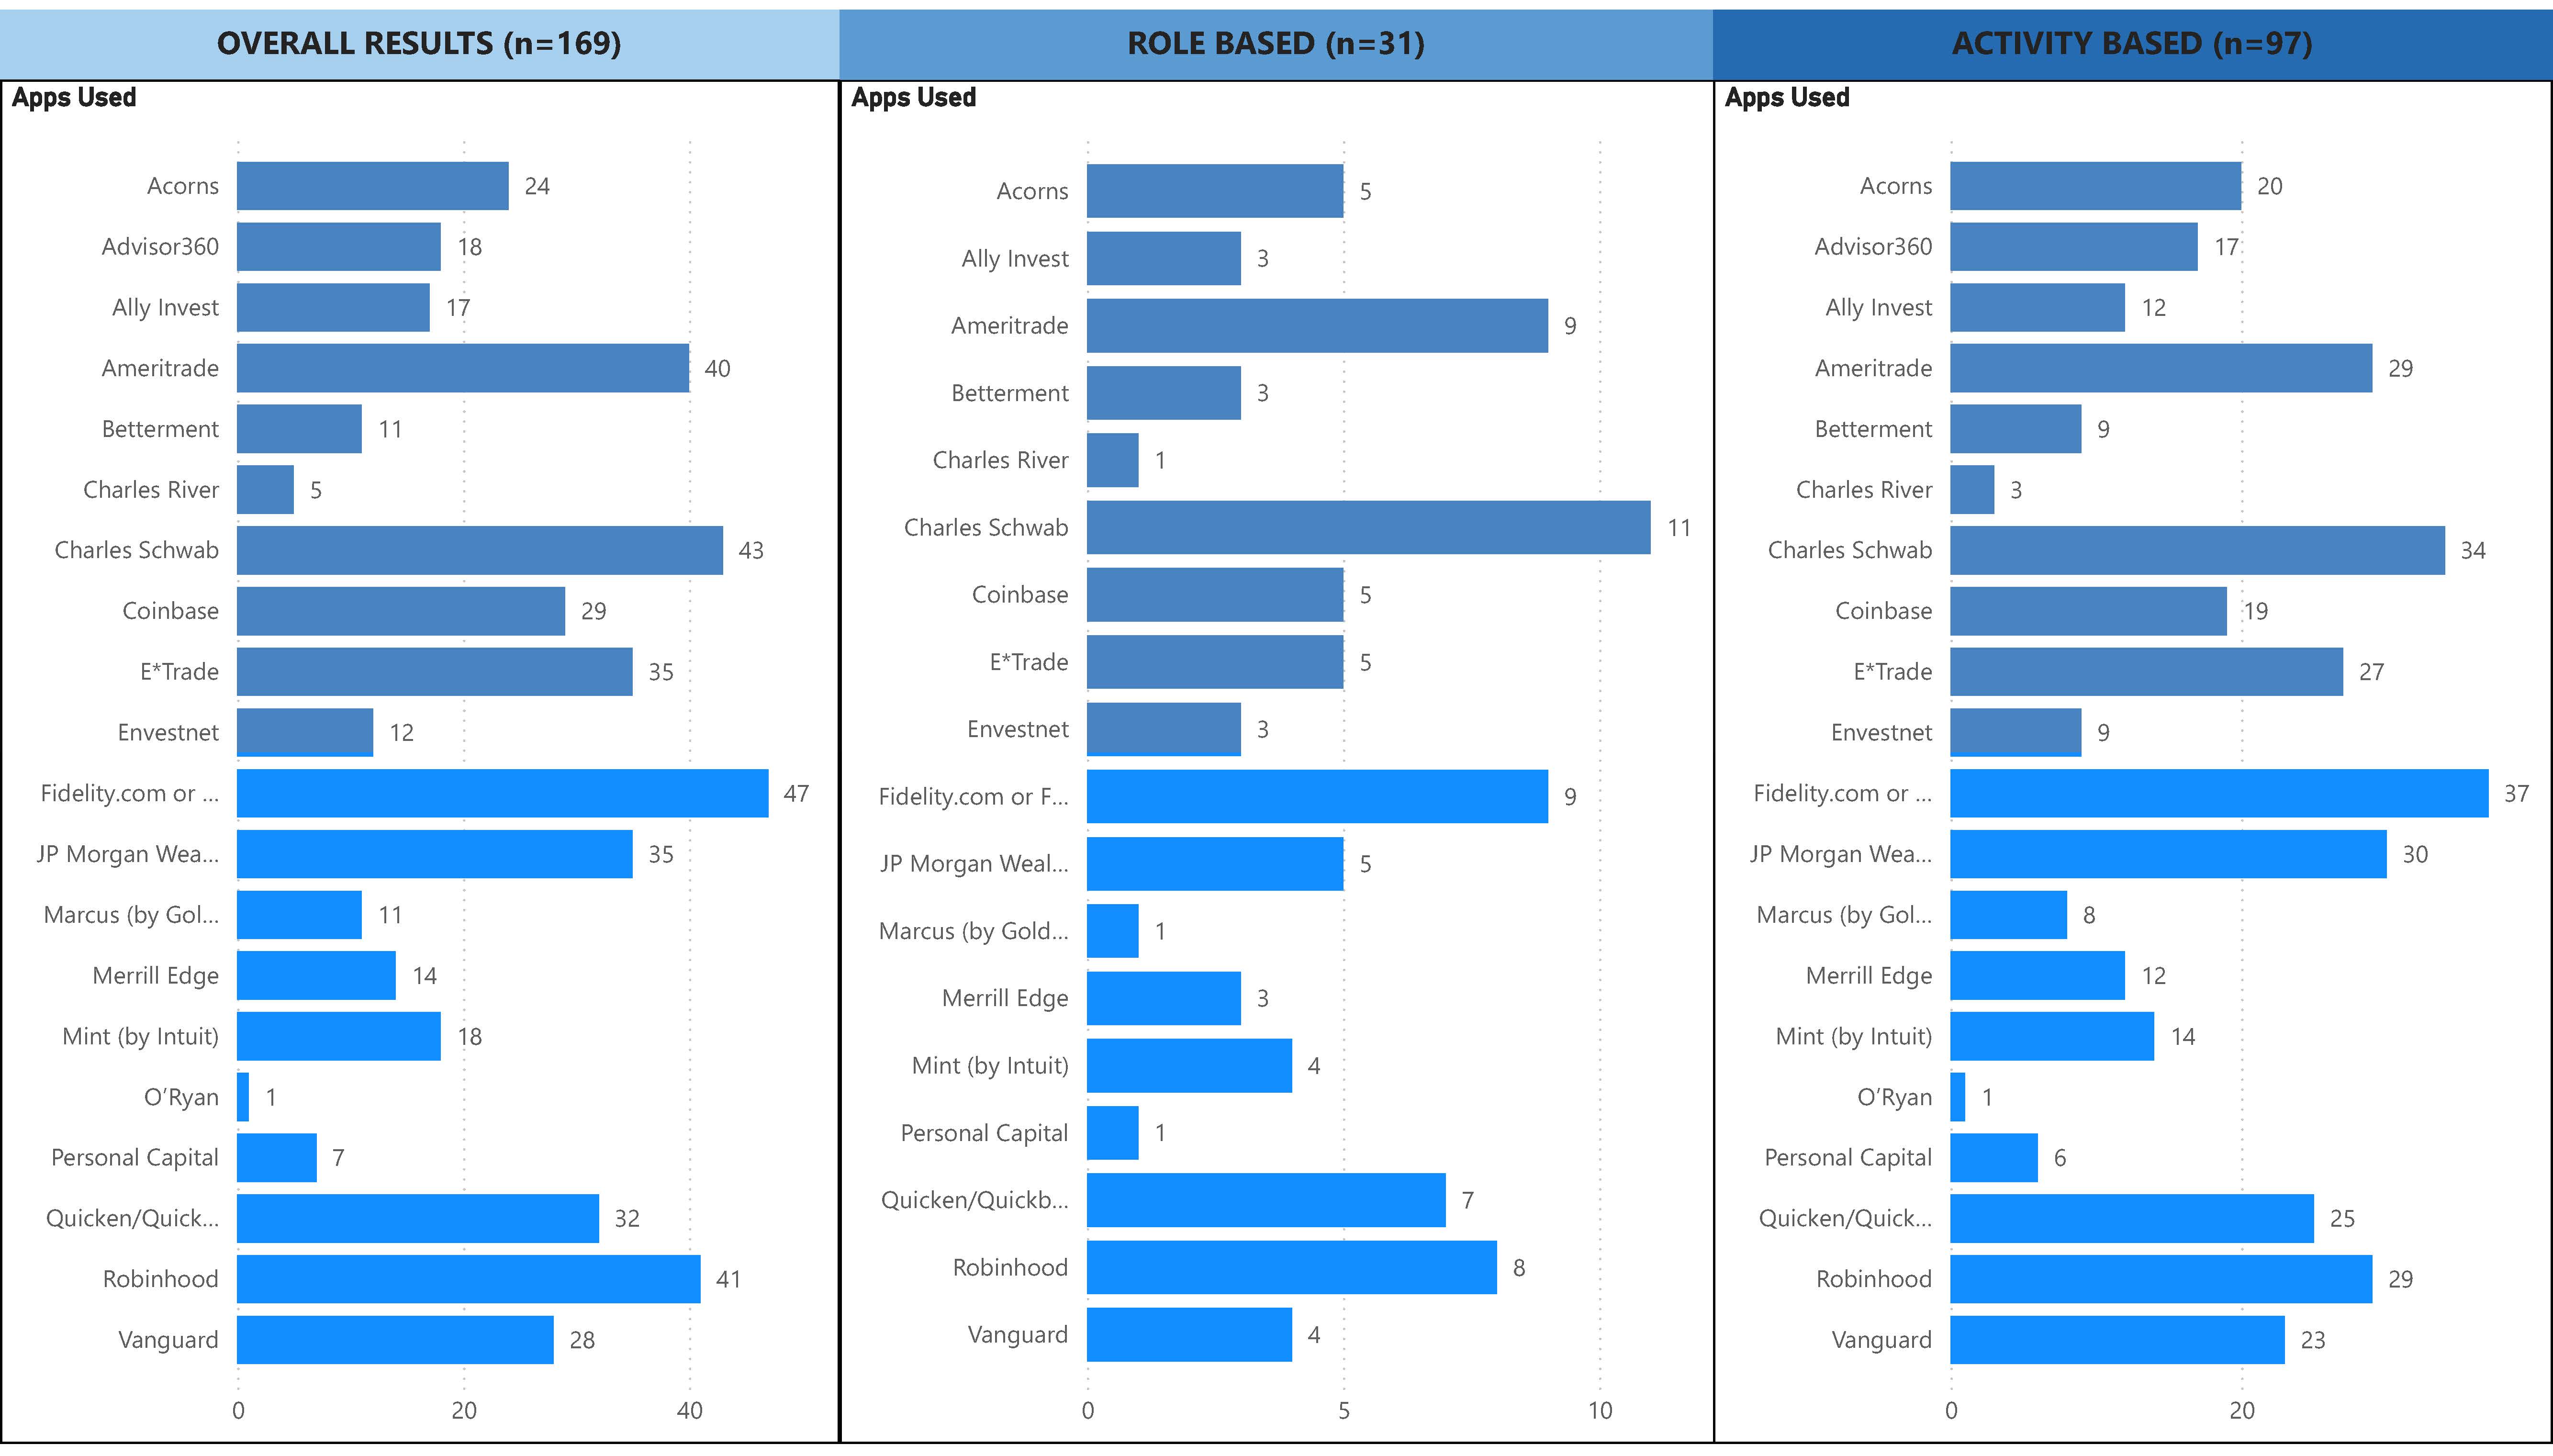 OVERALL RESULTS (n=169)
Apps Used
Acorns 24
Advisor360 18
Ally Invest 17
Ameritrade 40
Betterment 11
Charles River 5
Charles Schwab 43
Coinbase 29
E*Trade 35
Envestnet 12
Fidelity.com or ... 47
JP Morgan Wea... 35
Marcus (by Gol... 11
Merrill Edge 14
Mint (by Intuit) 18
O’Ryan 1
Personal Capital 7
Quicken/Quick... 32
Robinhood 41
Vanguard 28
0 20 40
ROLE BASED (n=31)
Apps Used
Acorns 5
Ally Invest 3
Ameritrade 9
Betterment 3
Charles River 1
Charles Schwab 11
Coinbase 5
E*Trade 5
Envestnet 3
Fidelity.com or F... 9
JP Morgan Weal... 5
Marcus (by Gold... 1
Merrill Edge 3
Mint (by Intuit) 4
Personal Capital 1
Quicken/Quickb... 7
Robinhood 8
Vanguard 4
0 5 10
ACTIVITY BASED (n=97)
Apps Used
Acorns 20
Advisor360 17
Ally Invest 12
Ameritrade 29
Betterment 9
Charles River 3
Charles Schwab 34
Coinbase 19
E*Trade 27
Envestnet 9
Fidelity.com or ... 37
JP Morgan Wea... 30
Marcus (by Gol... 8
Merrill Edge 12
Mint (by Intuit) 14
O’Ryan 1
Personal Capital 6
Quicken/Quick... 25
Robinhood 29
Vanguard 23
0 20